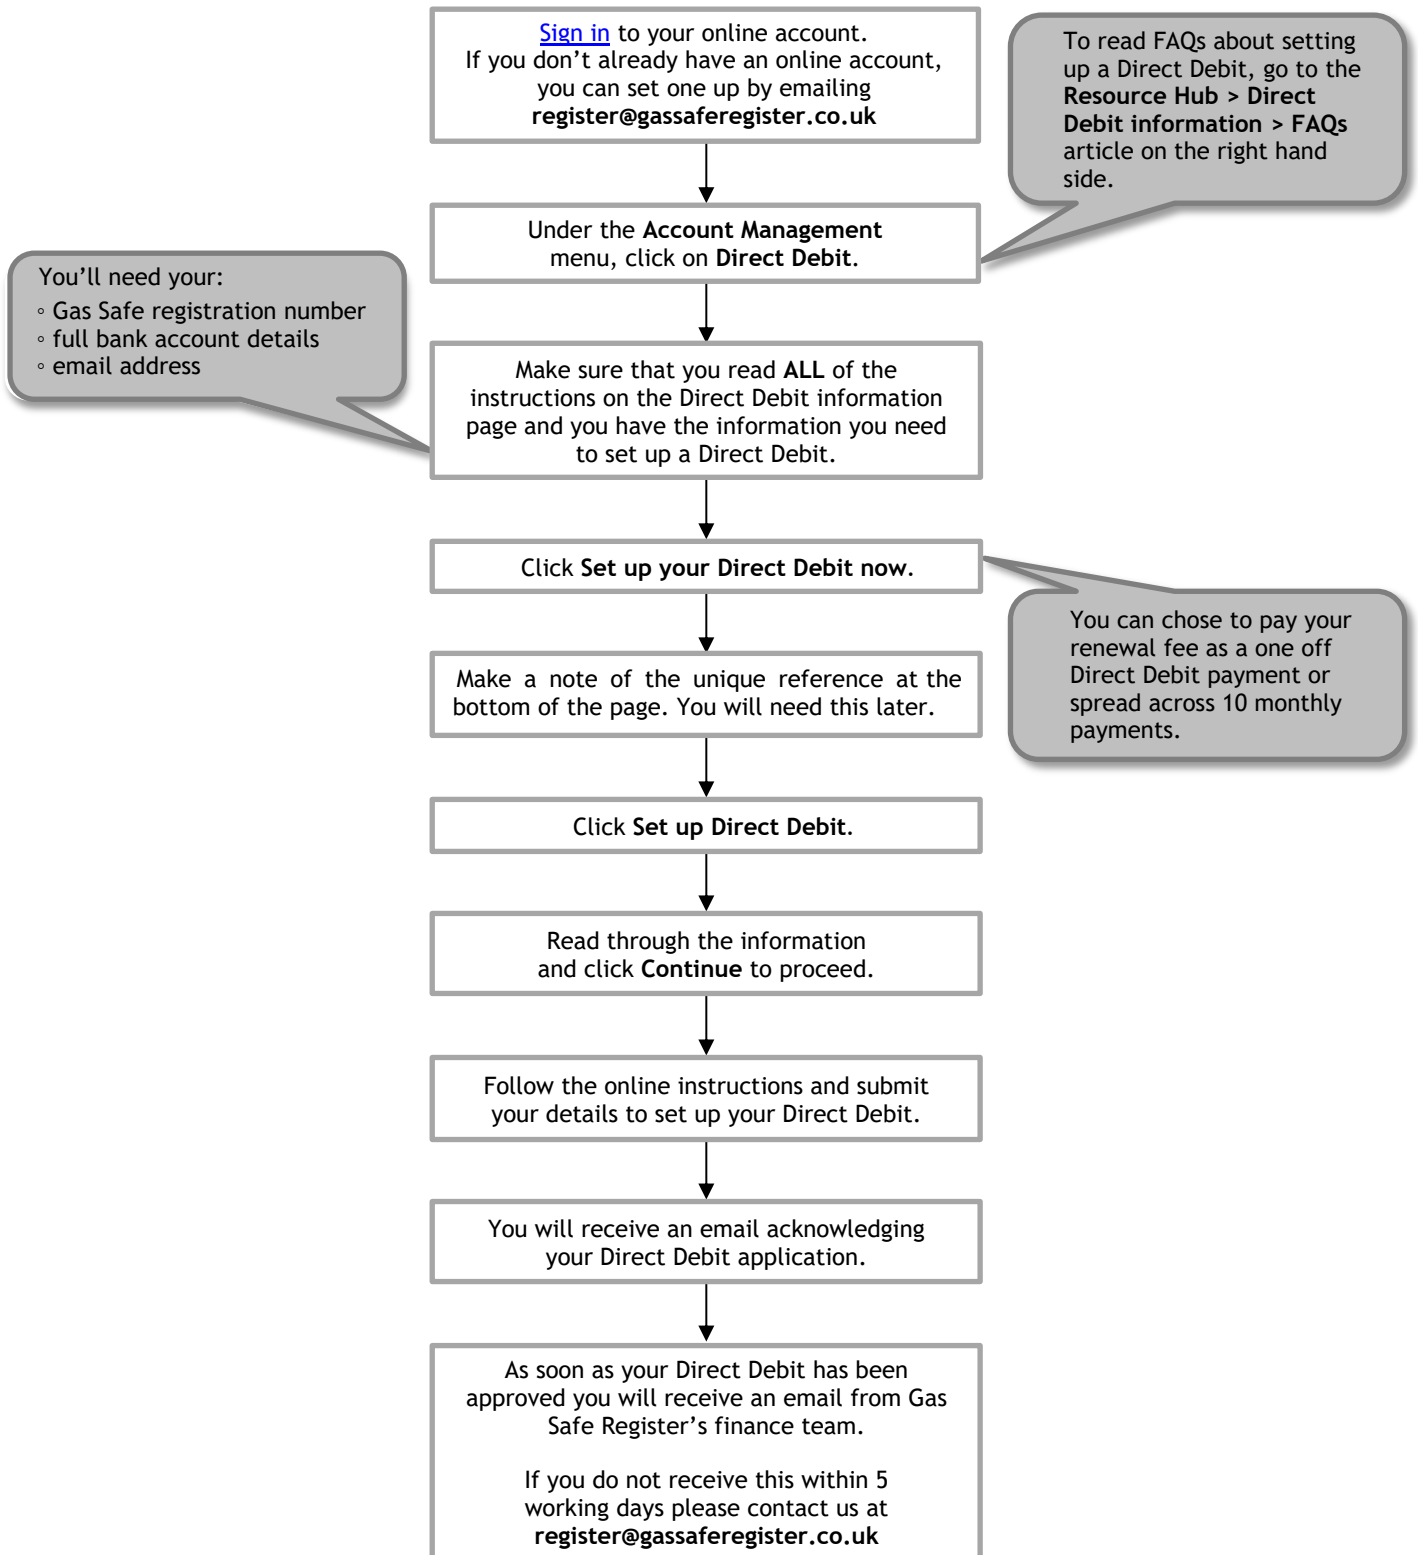 Sign in to your online account.
If you don’t already have an online account,
you can set one up by emailing
register@gassaferegister.co.uk
To read FAQs about setting
up a Direct Debit, go to the
Resource Hub > Direct
Debit information > FAQs
article on the right hand
side.
Under the Account Management
menu, click on Direct Debit.
You’ll need your:
◦ Gas Safe registration number
◦ full bank account details
◦ email address
Make sure that you read ALL of the
instructions on the Direct Debit information
page and you have the information you need
to set up a Direct Debit.
Click Set up your Direct Debit now.
You can chose to pay your
renewal fee as a one off
Direct Debit payment or
spread across 10 monthly
payments.
Make a note of the unique reference at the
bottom of the page. You will need this later.
Click Set up Direct Debit.
Read through the information
and click Continue to proceed.
Follow the online instructions and submit
your details to set up your Direct Debit.
You will receive an email acknowledging
your Direct Debit application.
As soon as your Direct Debit has been
approved you will receive an email from Gas
Safe Register’s finance team.
If you do not receive this within 5
working days please contact us at
register@gassaferegister.co.uk